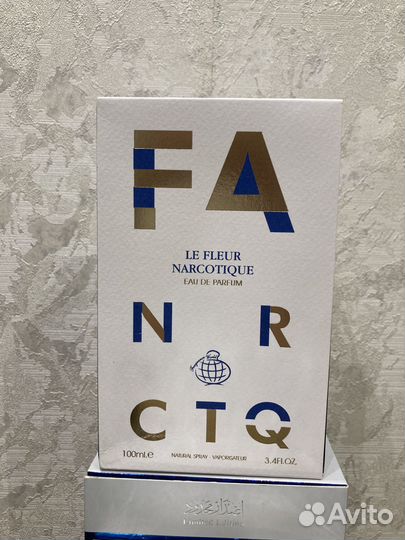 FA
LE FLEUR
NARCOTIQUE
EAU DE PARFUM
N R
CTQ
100ml.e NATURAL SPRAY - VAPORISATEUR 3.4FL.OZ.
Avito